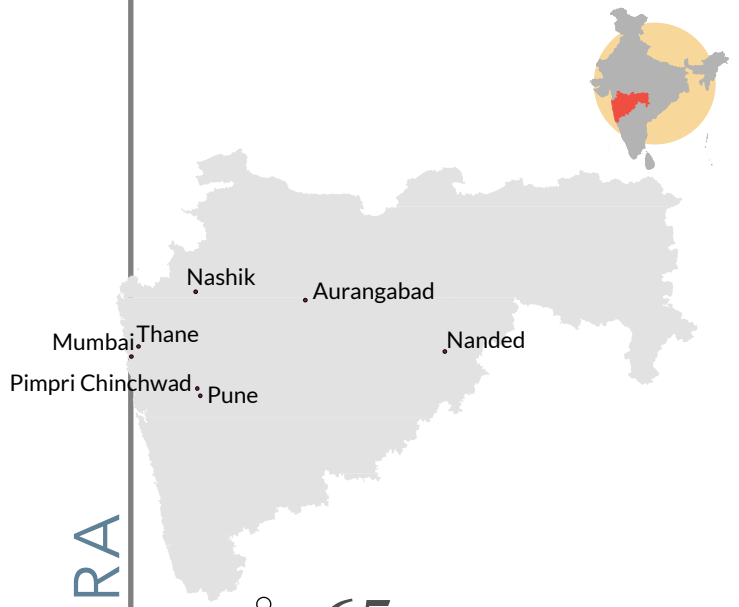 Nashik
Aurangabad
Thane
Mumbai
Nanded
Pimpri Chinchwad
Pune
RA